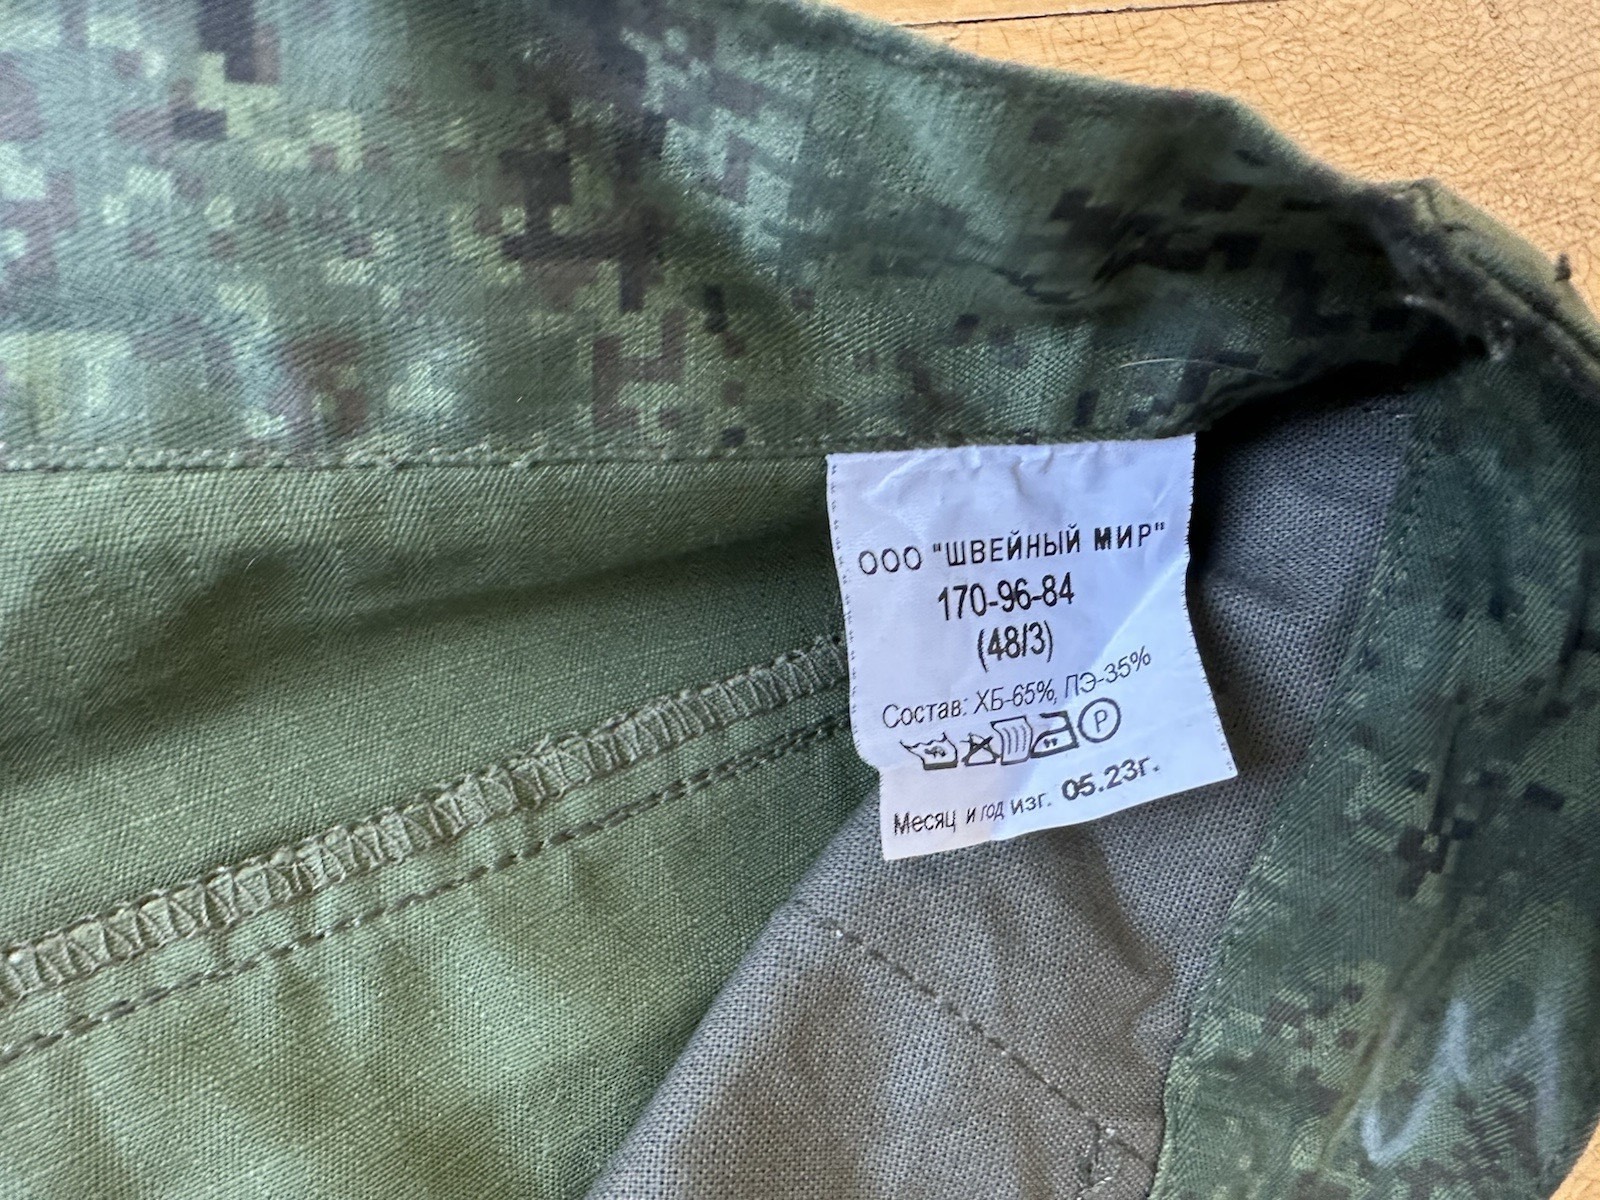 ООО "ШВЕЙНЫЙ МИР"
170-96-84
(48/3)
Состав: ХБ-65%, ПЭ-35%
P
Месяц и год изг. 05.23г.